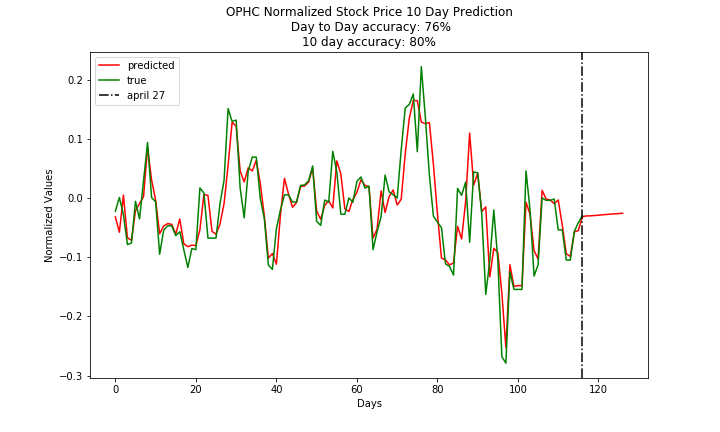 OPHC Normalized Stock Price 10 Day Prediction
Day to Day accuracy: 76%
10 day accuracy: 80%
predicted
true
april 27
Normalized Values
0.2
0.1
0.0
−0.1
−0.2
−0.3
0
20
40
60
80
100
120
Days